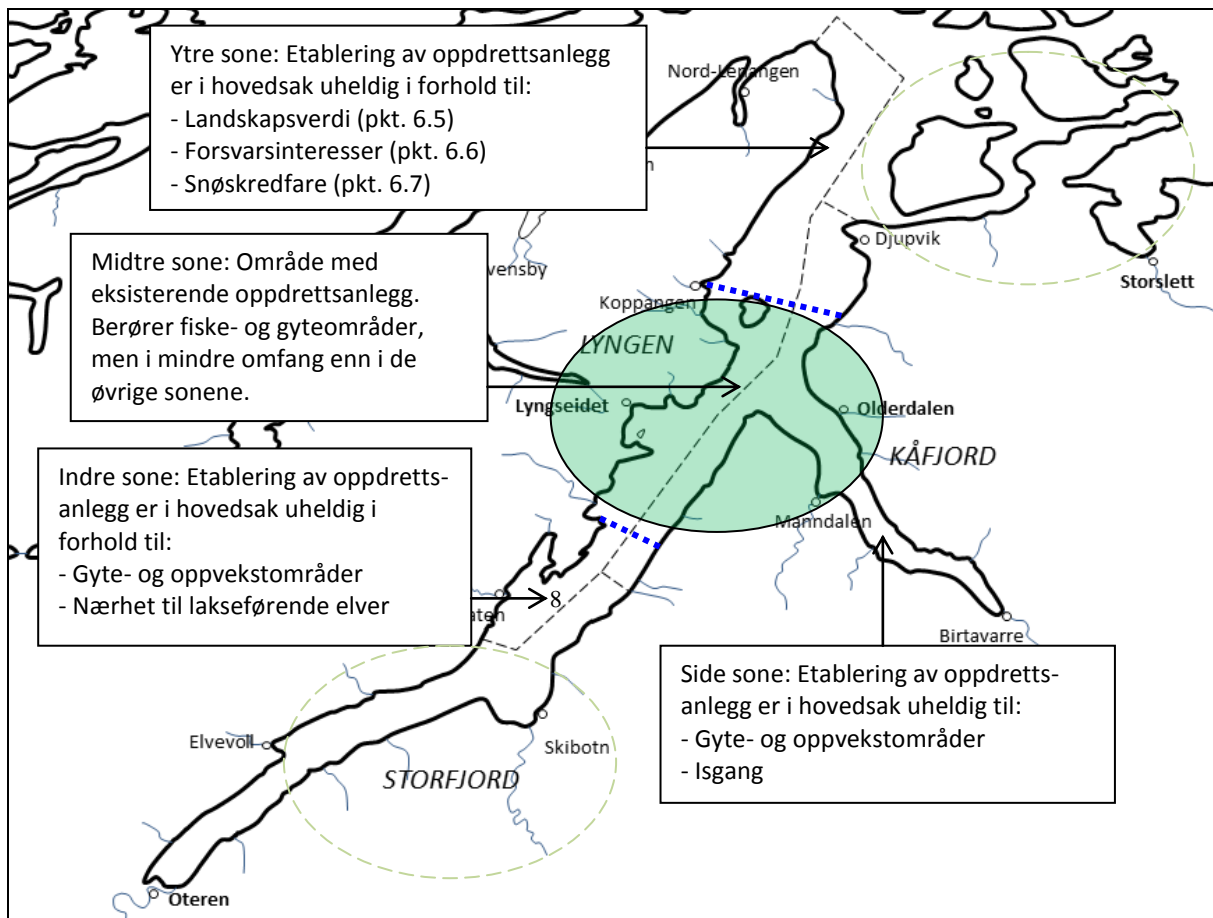 Ytre sone: Etablering av oppdrettsanlegg
er i hovedsak uheldig i forhold til:
- Landskapsverdi (pkt. 6.5)
- Forsvarsinteresser (pkt. 6.6)
- Snøskredfare (pkt. 6.7)
Nord-Lenangen
n
Midtre sone: Område med
eksisterende oppdrettsanlegg.
Berører fiske- og gyteområder,
men i mindre omfang enn i de
øvrige sonene.
vensby
Djupvik
Storslett
Koppangen
LYNGEN
Lyngseidet
Olderdalen
KÅFJORD
Manndalen
Indre sone: Etablering av oppdretts-
anlegg er i hovedsak uheldig i
forhold til:
- Gyte- og oppvekstområder
- Nærhet til lakseførende elver
aten
8
Birtavarre
Side sone: Etablering av oppdretts-
anlegg er i hovedsak uheldig til:
- Gyte- og oppvekstområder
- Isgang
Elvevoll
Skibotn
STORFJORD
Oteren